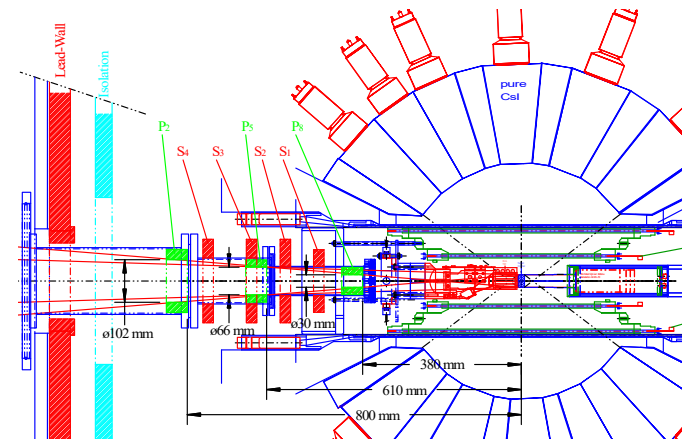 Lead-Wall
Isolation
pure
CsI
P2
S4
S3
P5
S2
S1
P8
ø102 mm
ø66 mm
ø30 mm
380 mm
610 mm
800 mm